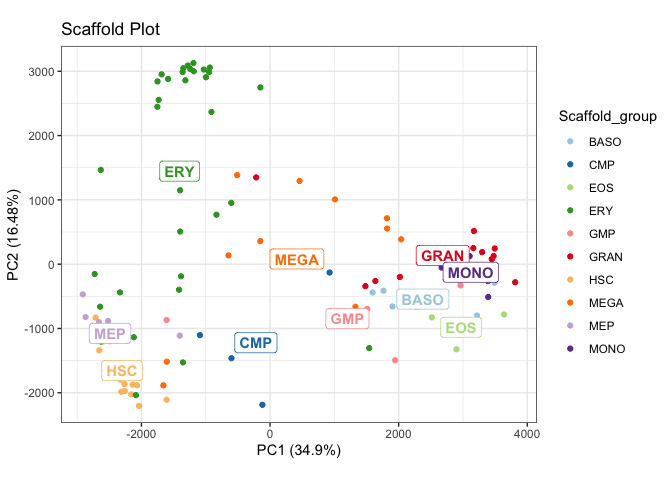 Scaffold Plot
PC2 (16.48%)
3000
2000
1000
0
-1000
-2000
ERY
MEGA
GRAN
MONO
BASO
GMP
EOS
MEP
CMP
HSC
-2000
0
2000
4000
PC1 (34.9%)
Scaffold_group
BASO
CMP
EOS
ERY
GMP
GRAN
HSC
MEGA
MEP
MONO